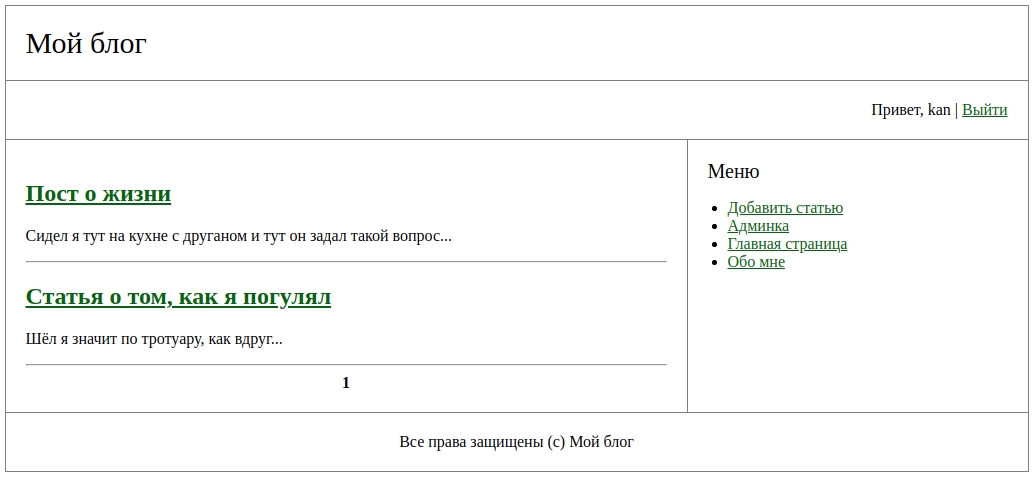 Мой блог
Привет, kan | Выйти
Пост о жизни
Сидел я тут на кухне с друганом и тут он задал такой вопрос...
Статья о том, как я погулял
Шёл я значит по тротуару, как вдруг...
1
Меню
Добавить статью
Админка
Главная страница
Обо мне
Все права защищены (c) Мой блог